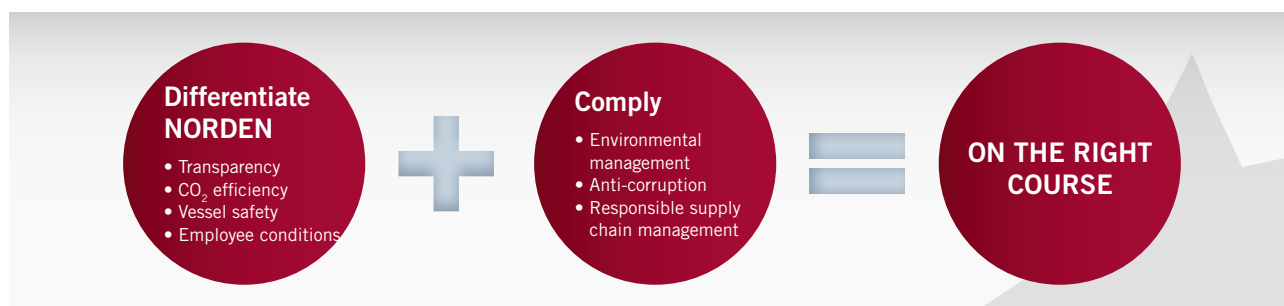 Differentiate
NORDEN
• Transparency
• CO₂ efficiency
• Vessel safety
• Employee conditions
Comply
• Environmental
management
• Anti-corruption
• Responsible supply
chain management
ON THE RIGHT
COURSE